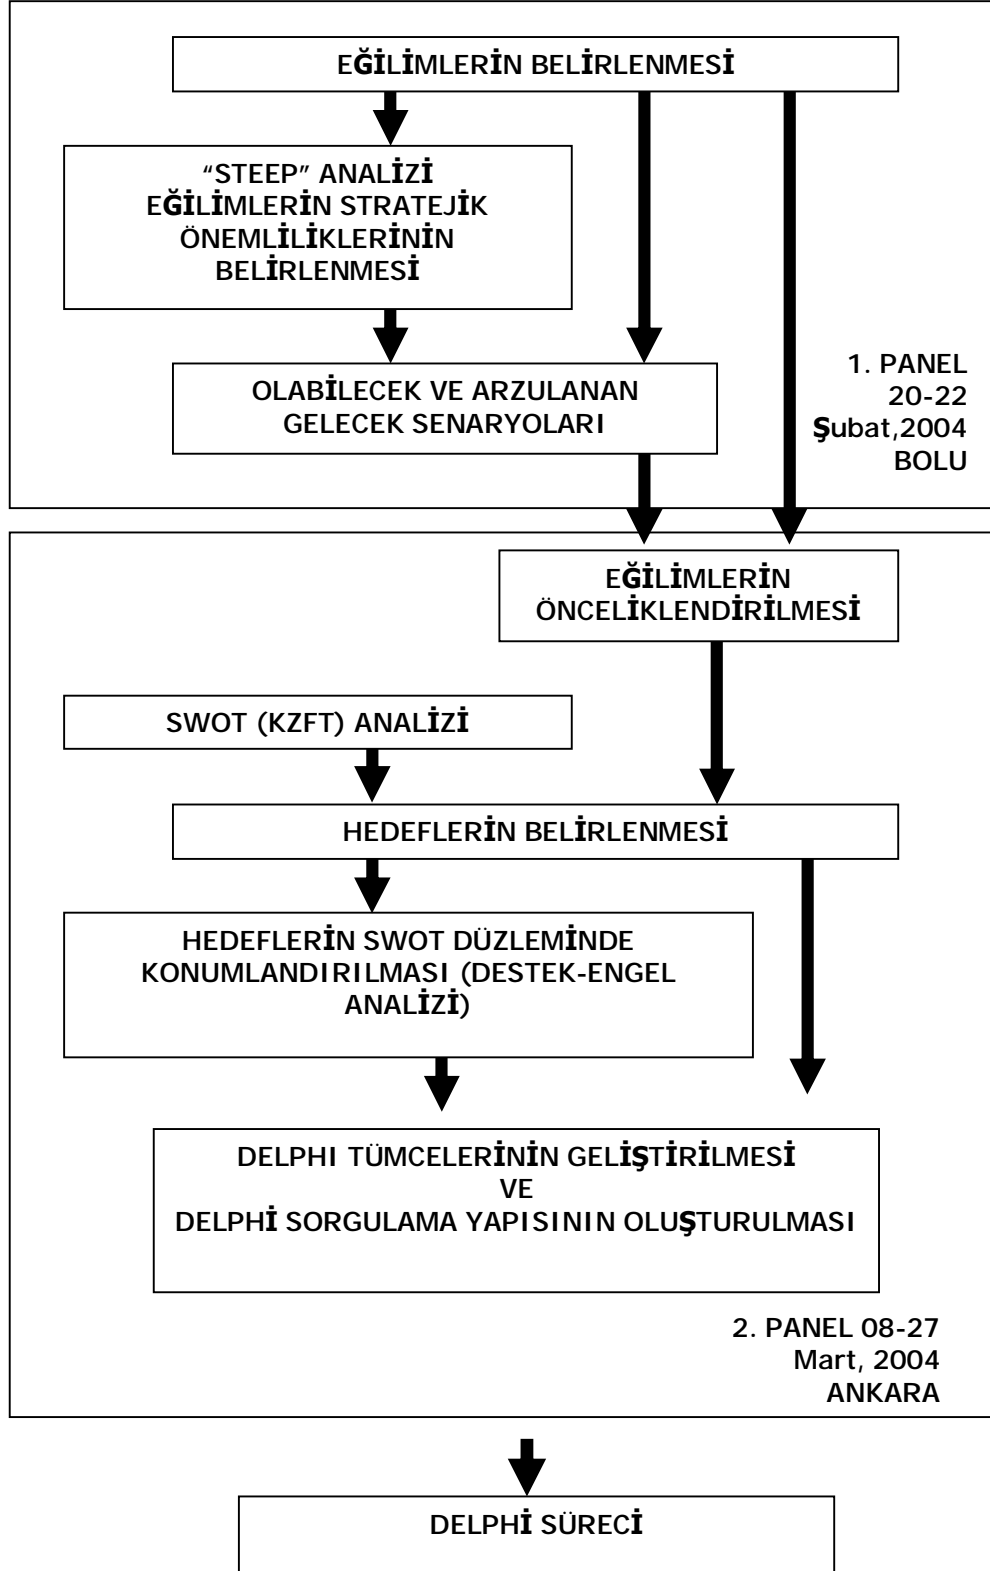 EĞİLİMLERİN BELİRLENMESİ
“STEEP” ANALİZİ
EĞİLİMLERİN STRATEJİK
ÖNEMLİLİKLERİNİN
BELİRLENMESİ
OLABİLECEK VE ARZULANAN
GELECEK SENARYOLARI
1. PANEL
20-22
Şubat,2004
BOLU
EĞİLİMLERİN
ÖNCELİKLENDİRİLMESİ
SWOT (KZFT) ANALİZİ
HEDEFLERİN BELİRLENMESİ
HEDEFLERİN SWOT DÜZLEMİNDE
KONUMLANDIRILMASI (DESTEK-ENGEL
ANALİZİ)
DELPHI TÜMCELERİNİN GELİŞTİRİLMESİ
VE
DELPHİ SORGULAMA YAPISININ OLUŞTURULMASI
2. PANEL 08-27
Mart, 2004
ANKARA
DELPHİ SÜRECİ